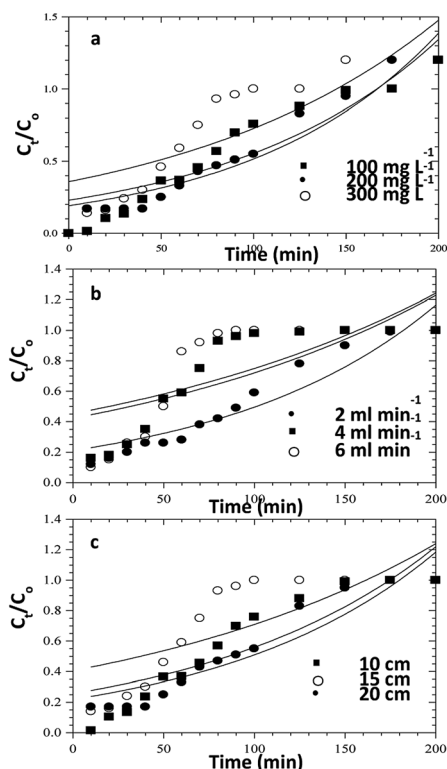 1.5
a
1.0
Ct/Co
0.5
-1
100 mg L
-1
200 mg L
300 mg L
0.0
0 50 100 150 200
Time (min)
1.4
b
1.2
1.0
0.8
Ct/Co
0.6
0.4
-1
2 ml min
-1
4 ml min
-1
6 ml min
0.2
0.0
0 50 100 150 200
Time (min)
1.4
c
1.2
1.0
0.8
Ct/Co
0.6
0.4
10 cm
15 cm
20 cm
0.2
0.0
0 50 100 150 200
Time (min)